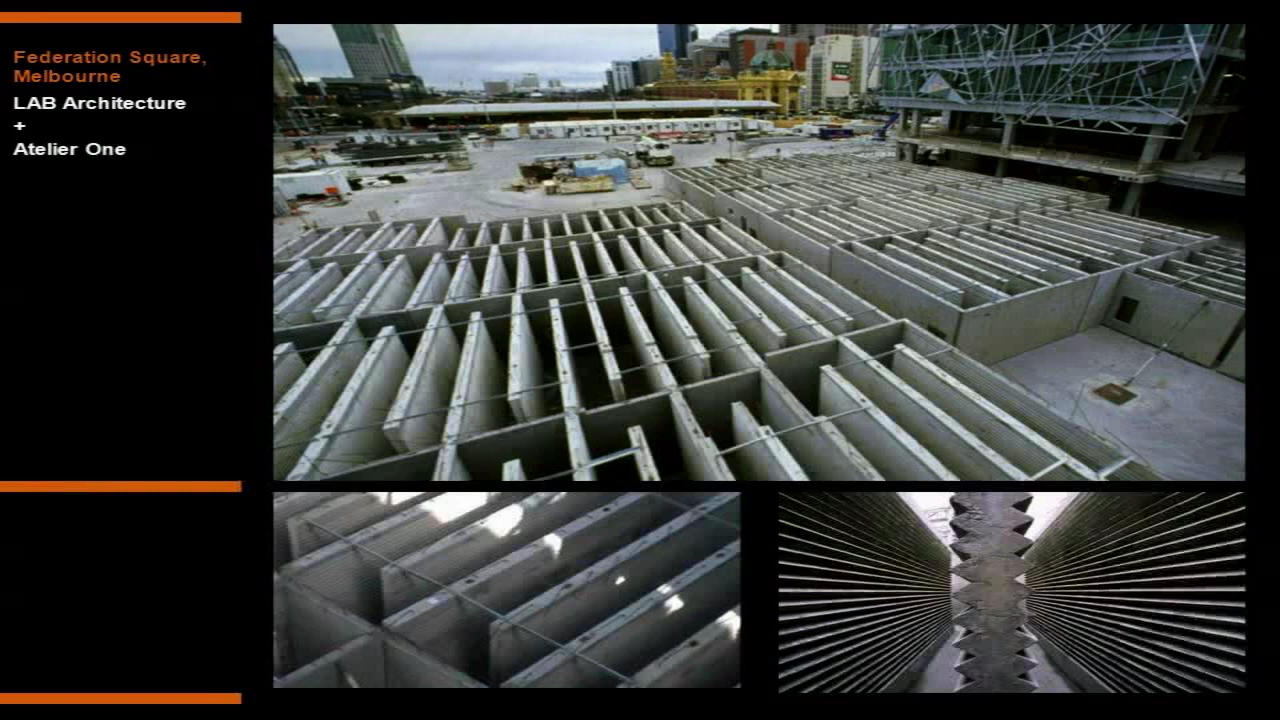 Federation Square,
Melbourne
LAB Architecture
+
Atelier One